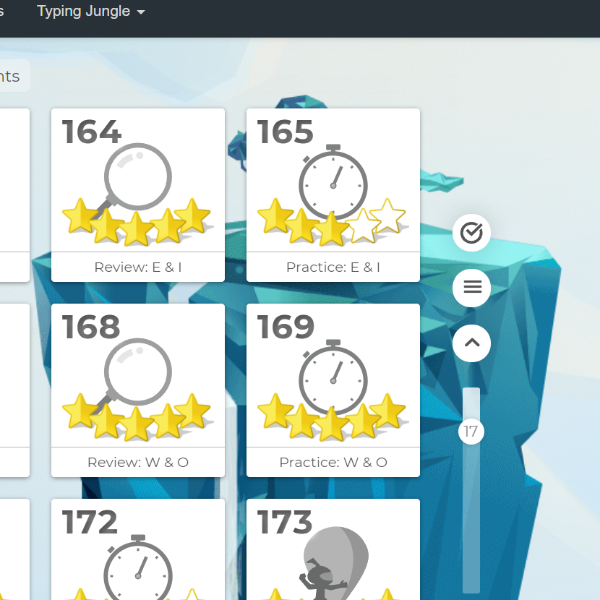 s Typing Jungle
nts
164 165
Review: E & I Practice: E & I
168 169
17
Review: W & O Practice: W & O
172 173